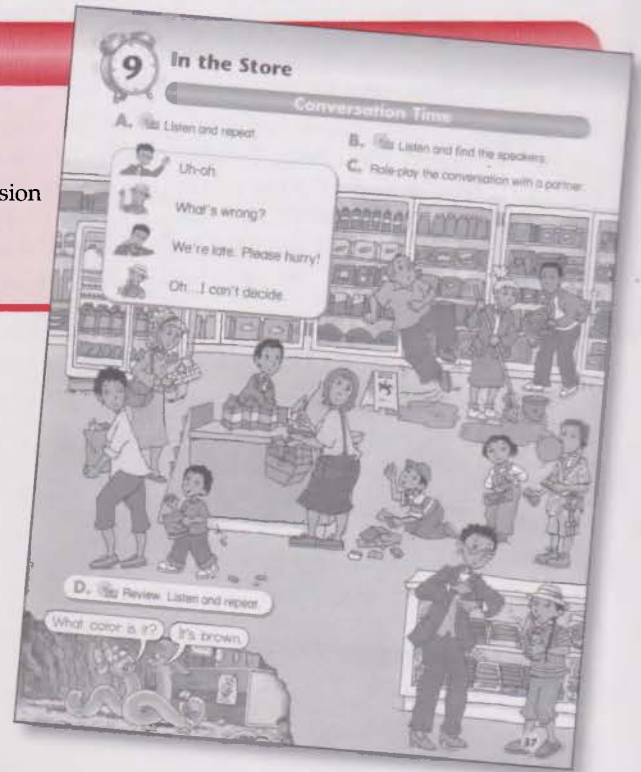 sion
9 In the Store
Conversation Time
A. Listen and repeat.
B. Listen and find the speakers.
C. Role-play the conversation with a partner.
Uh-oh.
What's wrong?
We're late. Please hurry!
Oh...I can't decide.
D. Review. Listen and repeat.
What color is it?
It's brown.
37